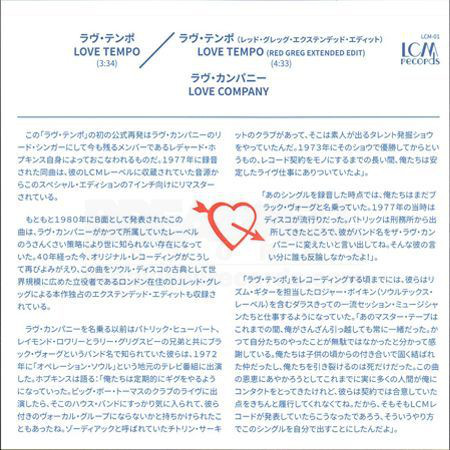 ラヴ・テンポ
LOVE TEMPO
(3:34)
ラヴ・テンポ (レッド・グレッグ・エクステンデッド・エディット)
LOVE TEMPO (RED GREG EXTENDED EDIT)
(4:33)
ラヴ・カンパニー
LOVE COMPANY
LCM-01
LCM
records
この「ラヴ・テンポ」の初の公式再発はラヴ・カンパニーのリ
ード・シンガーにして今も残るメンバーであるレデャード・ホ
プキンス自身によっておこなわれるものだ。1977年に録音
された同曲は、彼のLCMレーベルに収蔵されていた音源か
らこのスペシャル・エディションの7インチ向けにリマスター
されている。
もともと1980年にB面として発表されたこの
曲は、ラヴ・カンパニーがかつて所属していたレーベル
のうさんくさい策略により世に知られない存在になって
いた。40年経った今、オリジナル・レコーディングがこうし
て再びよみがえり、この曲をソウル・ディスコの古典として世
界規模に広めた立役者であるロンドン在住のDJレッド・グレ
ッグによる本作独占のエクステンデッド・エディットも収録さ
れている。
ラヴ・カンパニーを名乗る以前はパトリック・ヒューバート、
レイモンド・ロワリーとラリー・グリグスビーの兄弟と共にブ
ラック・ヴォーグというバンド名で知られていた彼らは、1972
年に「オペレーション・ソウル」という地元のテレビ番組に出演
した。ホプキンスは語る:「俺たちは定期的にギグをやるよう
になっていった。ビッグ・ボー・トーマスのクラブのライヴに出
演したら、そこのハウス・バンドにすっかり気に入られて、彼ら
付きのヴォーカル・グループにならないかと持ちかけられたこ
ともあったね。ゾーディアックと呼ばれていたチトリン・サーキ
ットのクラブがあって、そこは素人が出るタレント発掘ショウ
をやっていたんだ。1973年にそのショウで優勝してからとい
うもの、レコード契約をモノにするまでの長い間、俺たちは安
定したライヴ仕事にありついていたよ。」
「あのシングルを録音した時点では、俺たちはまだブ
ラック・ヴォーグと名乗っていた。1977年の当時は
ディスコが流行りだった。パトリックは刑務所から出
所してきたところで、彼がバンド名をザ・ラヴ・カン
パニーに変えたいと言い出してね。そんな彼の言
い分に誰も反論しなかったよ!」。
「ラヴ・テンポ」をレコーディングする頃までには、彼らはリ
ズム・ギターを担当したロジャー・ボイキン(ソウルテックス・
レーベル)を含むダラスきっての一流セッション・ミュージシ
ャンたちと仕事するようになっていた。「あのマスター・テープは
これまでの間、俺がさんざん引っ越しても常に一緒だった。か
つて自分たちのやったことが無駄ではなかったと分かって感
謝している。俺たちは子供の頃からの付き合いで固く結ばれ
た仲だったし、俺たちを引き裂けるのは死だけだった。この曲
の恩恵にあやかろうとしてこれまでに実に多くの人間が俺に
コンタクトをとってきたけれど、彼らは契約では合意している
点をきちんと履行してくれなくてね。だから、そもそもLCMレ
コードが発表していたらこうなったであろう、そういうやり方
でこのシングルを自分で出すことにしたんだよ」。